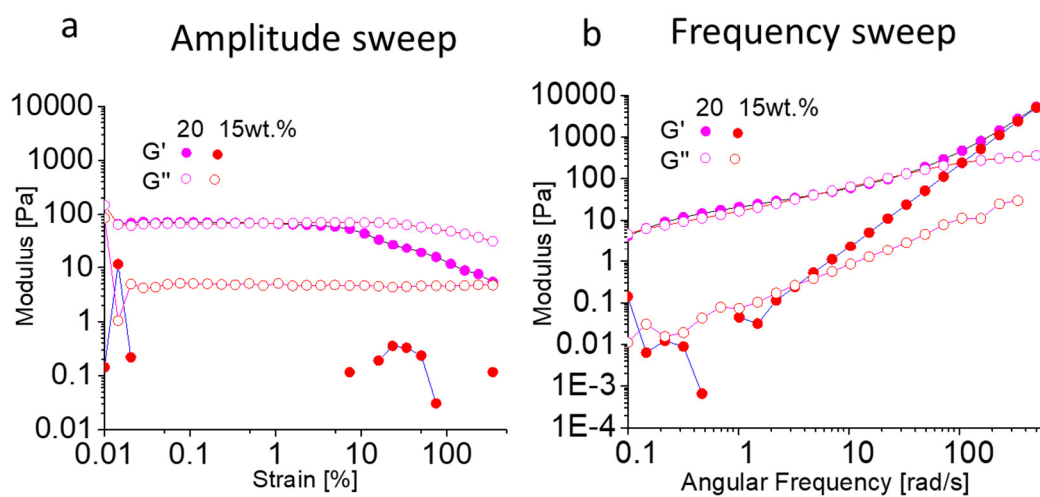 a Amplitude sweep
10000
1000
100
10
1
0.1
0.01
Modulus [Pa]
20 15wt.%
G'
G"
0.01 0.1 1 10 100
Strain [%]
b Frequency sweep
10000
1000
100
10
1
0.1
0.01
1E-3
1E-4
Modulus [Pa]
20 15wt.%
G'
G"
0.1 1 10 100
Angular Frequency [rad/s]